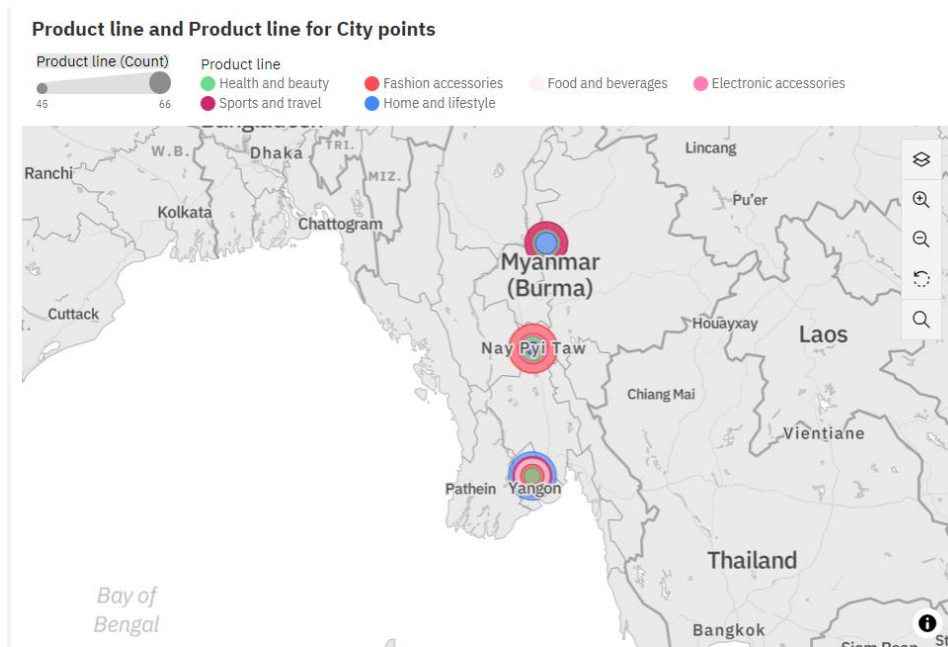 Product line and Product line for City points
Product line (Count)
45 66
Product line
Health and beauty Fashion accessories Food and beverages Electronic accessories
Sports and travel Home and lifestyle
Bangladesh
W.B. Dhaka TRI. Lincang
Ranchi MIZ.
Pu'er
Kolkata
Chattogram
Myanmar
(Burma)
Cuttack Houayxay
Laos
Nay Pyi Taw
Chiang Mai
Vientiane
Pathein Yangon
Thailand
Bay of
Bengal
Bangkok